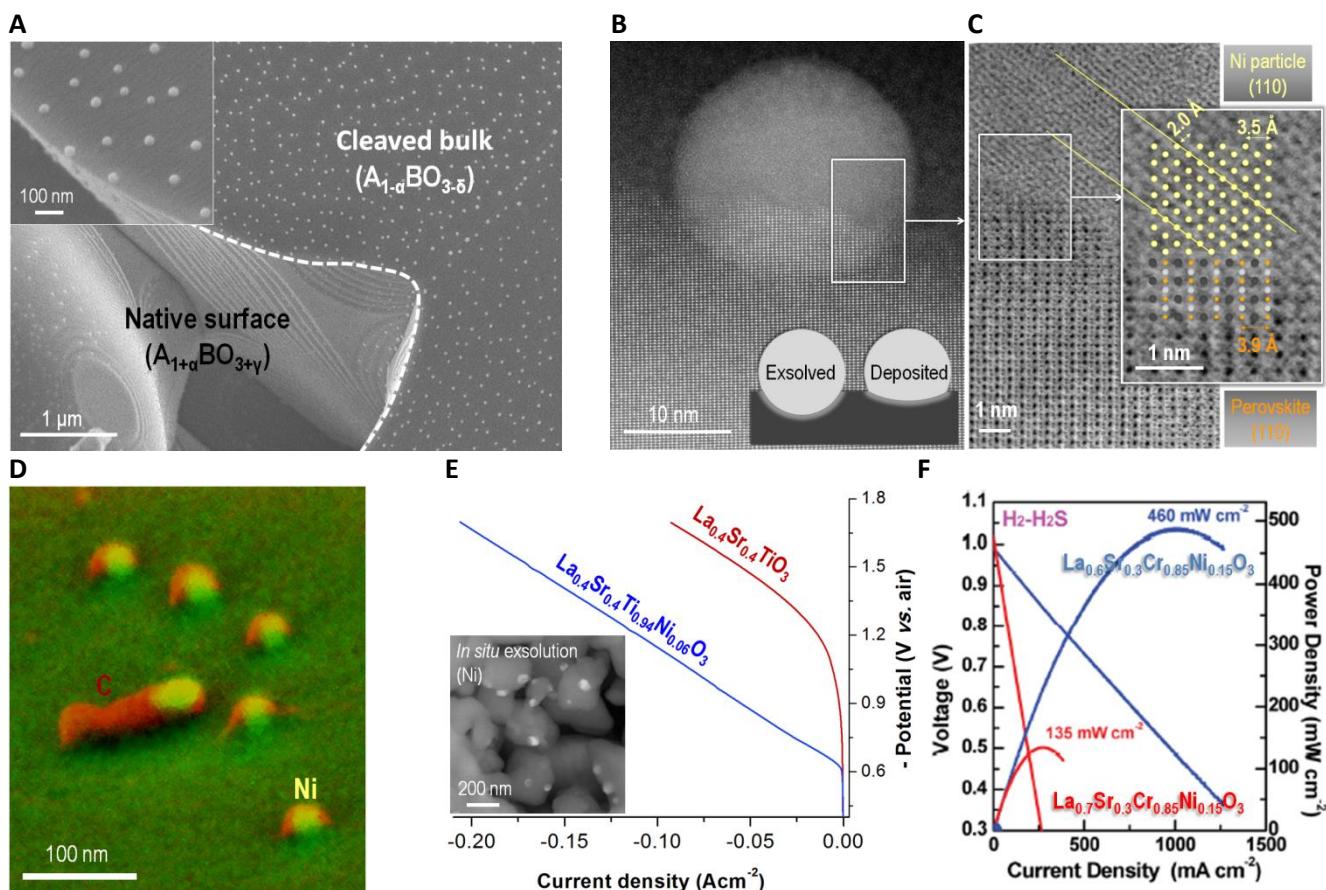 A
100 nm
Cleaved bulk
(A₁₋αBO₃₋δ)
Native surface
(A₁₊αBO₃₊γ)
1 µm
B
Exsolved
Deposited
10 nm
C
Ni particle
(110)
2.0 Å
3.5 Å
3.9 Å
1 nm
Perovskite
(110)
1 nm
D
C
Ni
100 nm
E
La₀.₄Sr₀.₄TiO₃
La₀.₄Sr₀.₄Ti₀.₉₄Ni₀.₀₆O₃
In situ exsolution
(Ni)
200 nm
1.8
1.5
1.2
0.9
0.6
- Potential (V vs. air)
-0.20
-0.15
-0.10
-0.05
0.00
Current density (Acm⁻²)
F
H₂-H₂S
460 mW cm⁻²
La₀.₆Sr₀.₃Cr₀.₈₅Ni₀.₁₅O₃
135 mW cm⁻²
La₀.₇Sr₀.₃Cr₀.₈₅Ni₀.₁₅O₃
1.1
1.0
0.9
0.8
0.7
0.6
0.5
0.4
0.3
Voltage (V)
500
400
300
200
100
0
Power Density (mW cm⁻²)
0
500
1000
1500
Current Density (mA cm⁻²)